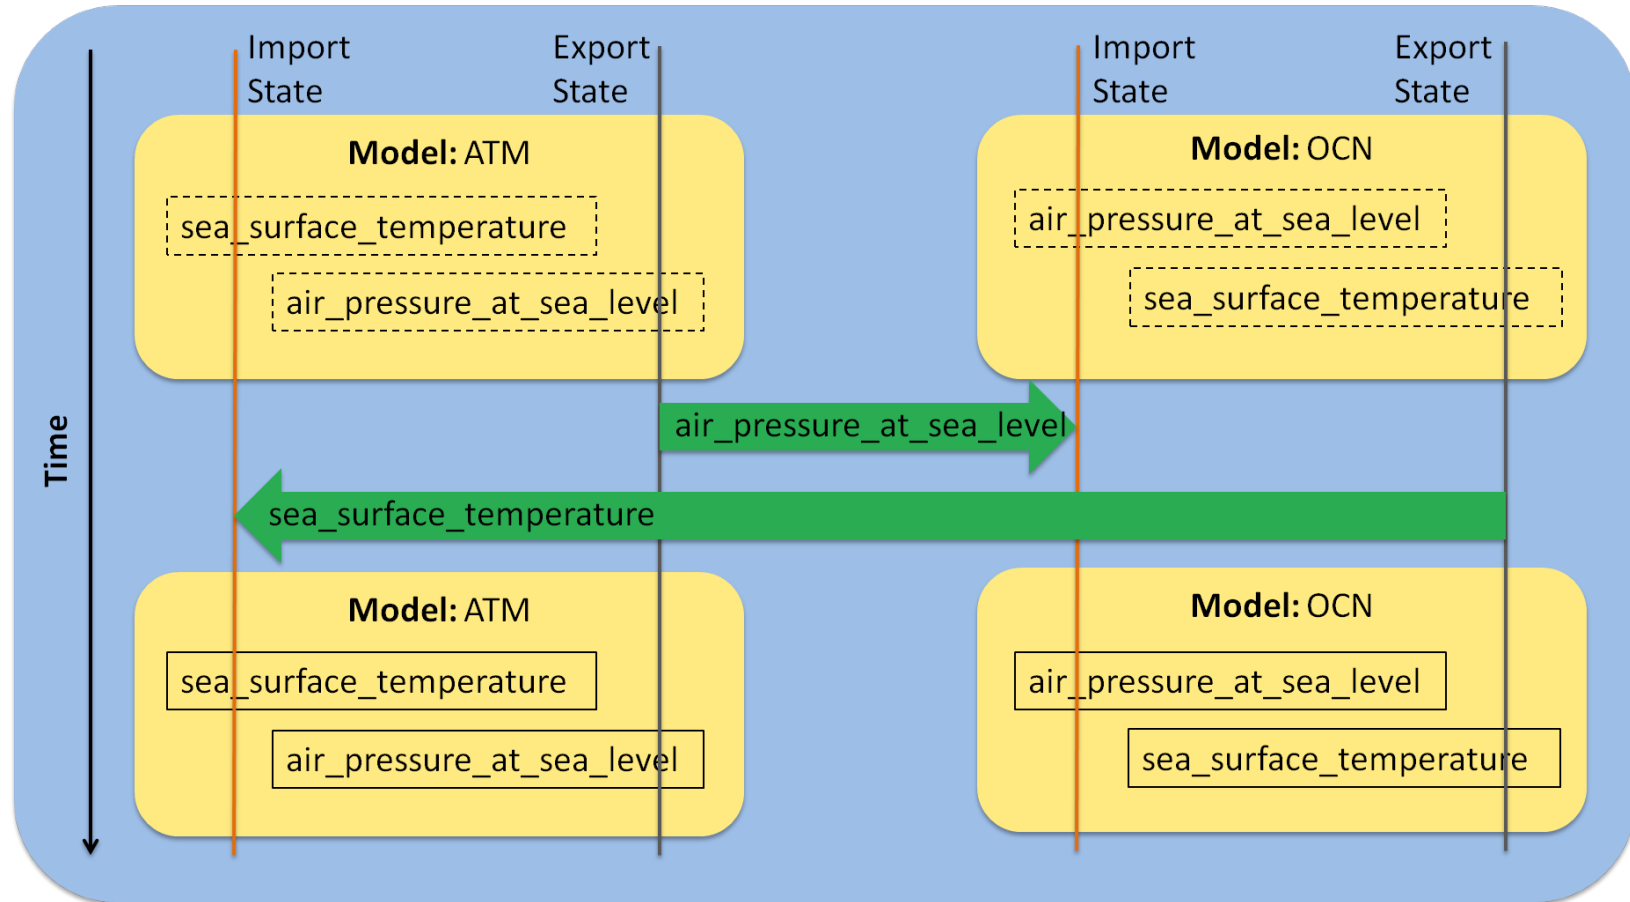 Import
State
Export
State
Import
State
Export
State
Model: ATM
sea_surface_temperature
air_pressure_at_sea_level
Model: OCN
air_pressure_at_sea_level
sea_surface_temperature
Time
air_pressure_at_sea_level
sea_surface_temperature
Model: ATM
sea_surface_temperature
air_pressure_at_sea_level
Model: OCN
air_pressure_at_sea_level
sea_surface_temperature